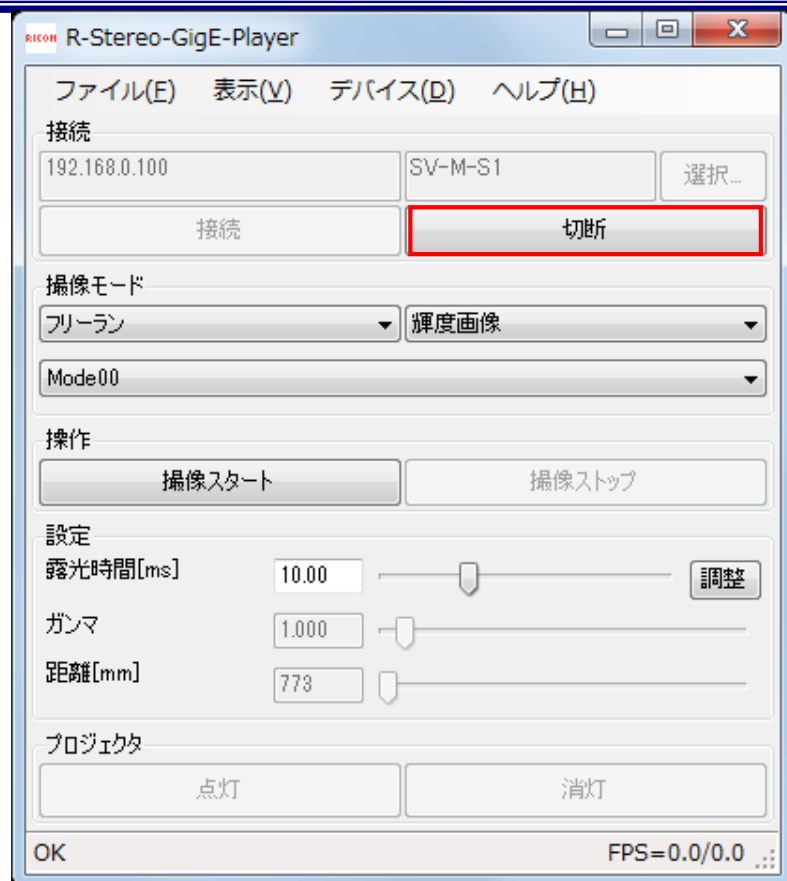 RICOH R-Stereo-GigE-Player
ファイル(F) 表示(V) デバイス(D) ヘルプ(H)
接続
192.168.0.100 SV-M-S1 選択...
接続 切断
撮像モード
フリーラン 輝度画像
Mode00
操作
撮像スタート 撮像ストップ
設定
露光時間[ms] 10.00 調整
ガンマ 1.000
距離[mm] 773
プロジェクタ
点灯 消灯
OK FPS=0.0/0.0